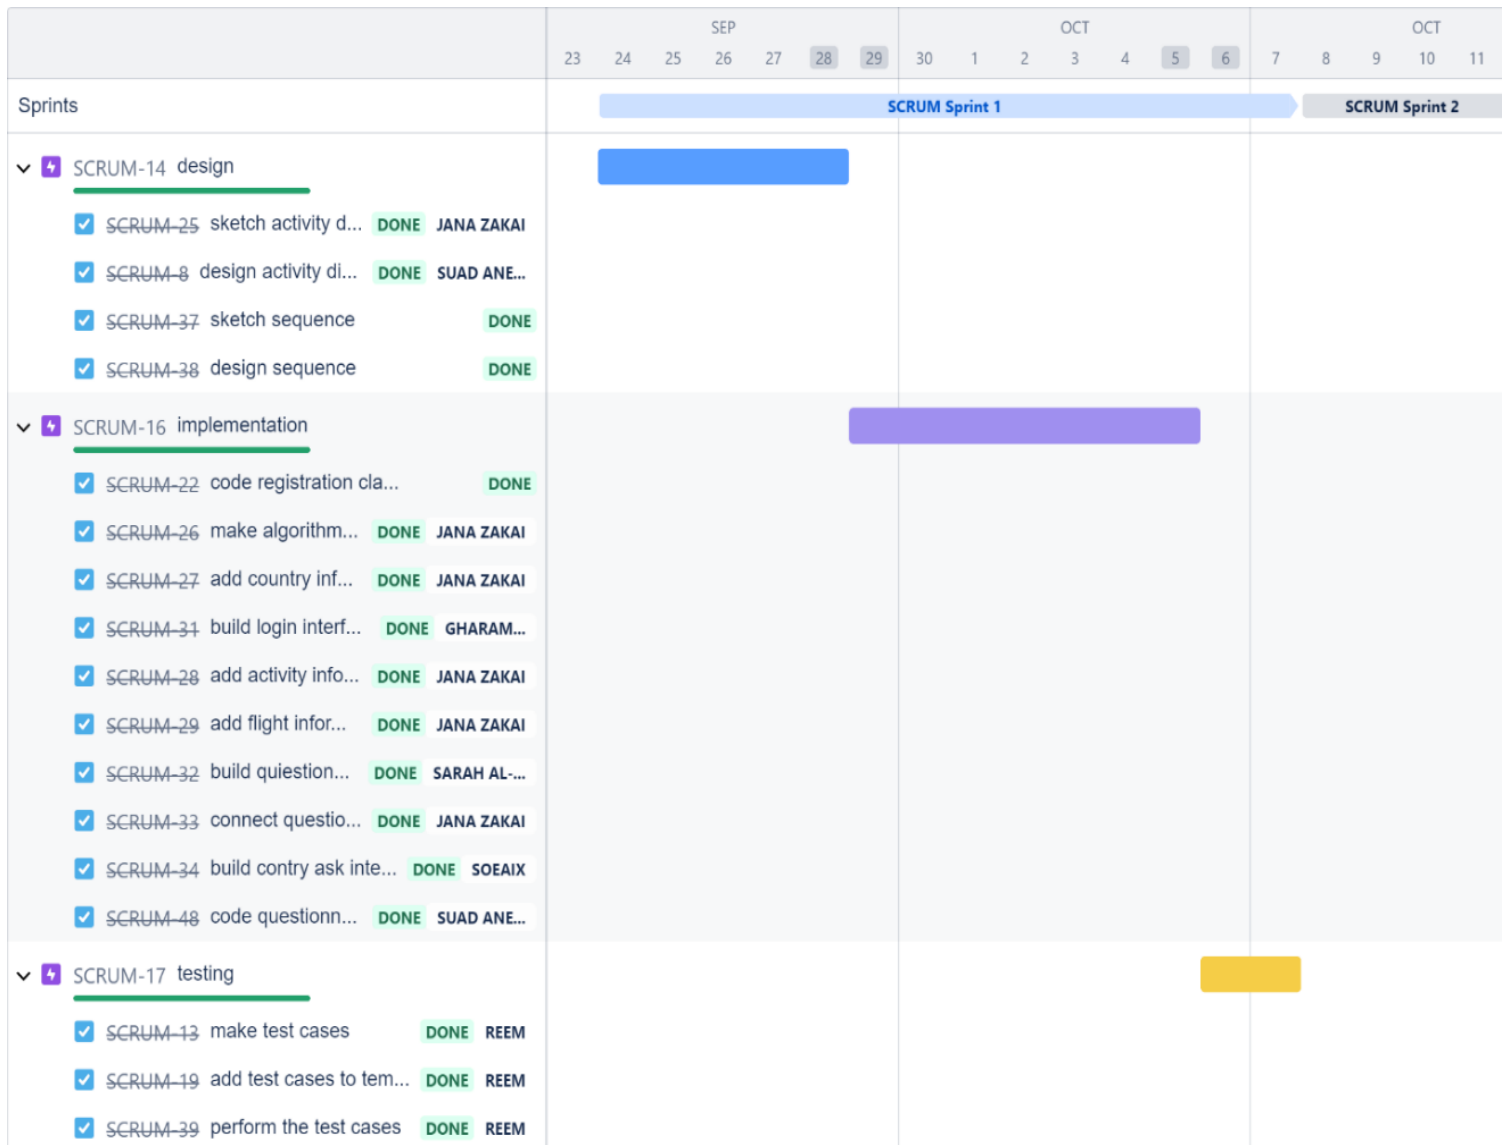 SEP OCT OCT
23 24 25 26 27 28 29 30 1 2 3 4 5 6 7 8 9 10 11
Sprints SCRUM Sprint 1 SCRUM Sprint 2
SCRUM-14 design
SCRUM-25 sketch activity d... DONE JANA ZAKAI
SCRUM-8 design activity di... DONE SUAD ANE...
SCRUM-37 sketch sequence DONE
SCRUM-38 design sequence DONE
SCRUM-16 implementation
SCRUM-22 code registration cla... DONE
SCRUM-26 make algorithm... DONE JANA ZAKAI
SCRUM-27 add country inf... DONE JANA ZAKAI
SCRUM-31 build login interf... DONE GHARAM...
SCRUM-28 add activity info... DONE JANA ZAKAI
SCRUM-29 add flight infor... DONE JANA ZAKAI
SCRUM-32 build quiestion... DONE SARAH AL-...
SCRUM-33 connect questio... DONE JANA ZAKAI
SCRUM-34 build contry ask inte... DONE SOEAIX
SCRUM-48 code questionn... DONE SUAD ANE...
SCRUM-17 testing
SCRUM-13 make test cases DONE REEM
SCRUM-19 add test cases to tem... DONE REEM
SCRUM-39 perform the test cases DONE REEM